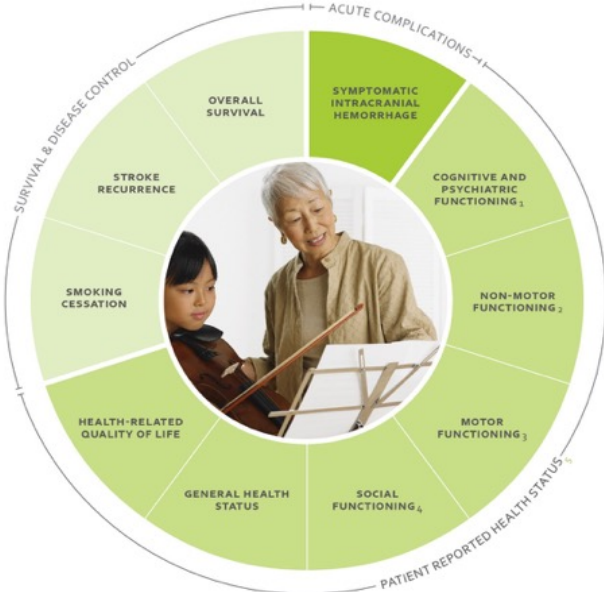 ACUTE COMPLICATIONS
SYMPTOMATIC
INTRACRANIAL
HEMORRHAGE
COGNITIVE AND
PSYCHIATRIC
FUNCTIONING1
NON-MOTOR
FUNCTIONING2
MOTOR
FUNCTIONING3
SOCIAL
FUNCTIONING4
GENERAL HEALTH
STATUS
HEALTH-RELATED
QUALITY OF LIFE
PATIENT REPORTED HEALTH STATUS5
SMOKING
CESSATION
STROKE
RECURRENCE
OVERALL
SURVIVAL
SURVIVAL & DISEASE CONTROL